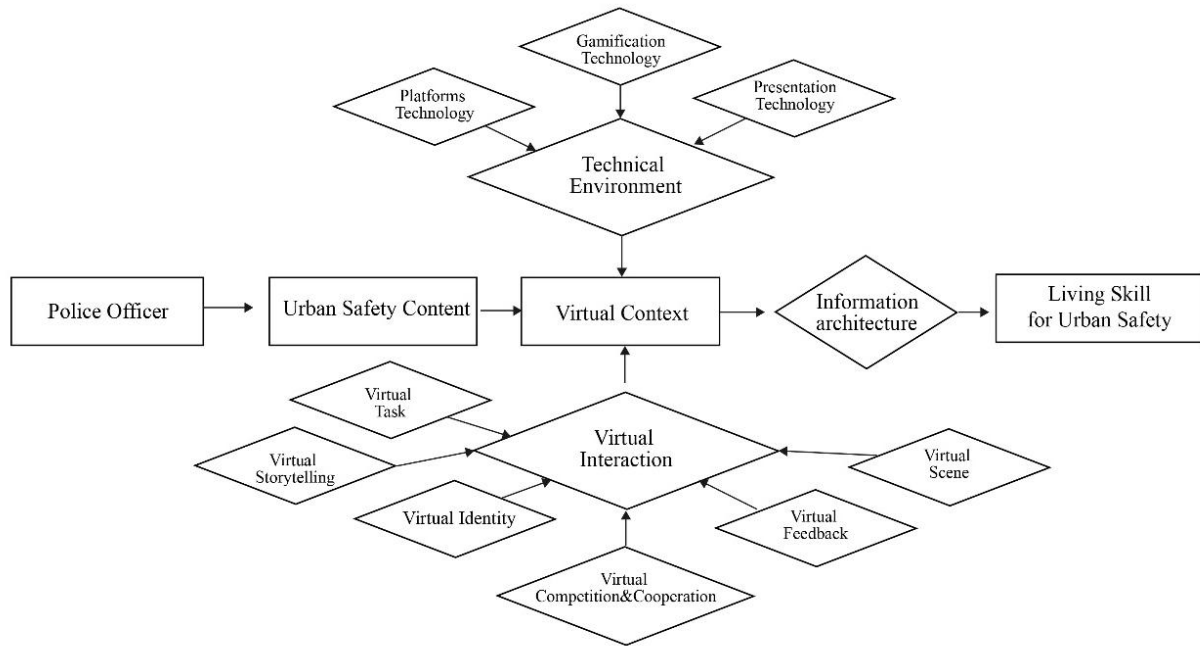 Gamification
Technology
Platforms
Technology
Presentation
Technology
Technical
Environment
Police Officer
Urban Safety Content
Virtual Context
Information
architecture
Living Skill
for Urban Safety
Virtual
Task
Virtual
Storytelling
Virtual Identity
Virtual
Interaction
Virtual
Scene
Virtual
Feedback
Virtual
Competition&Cooperation